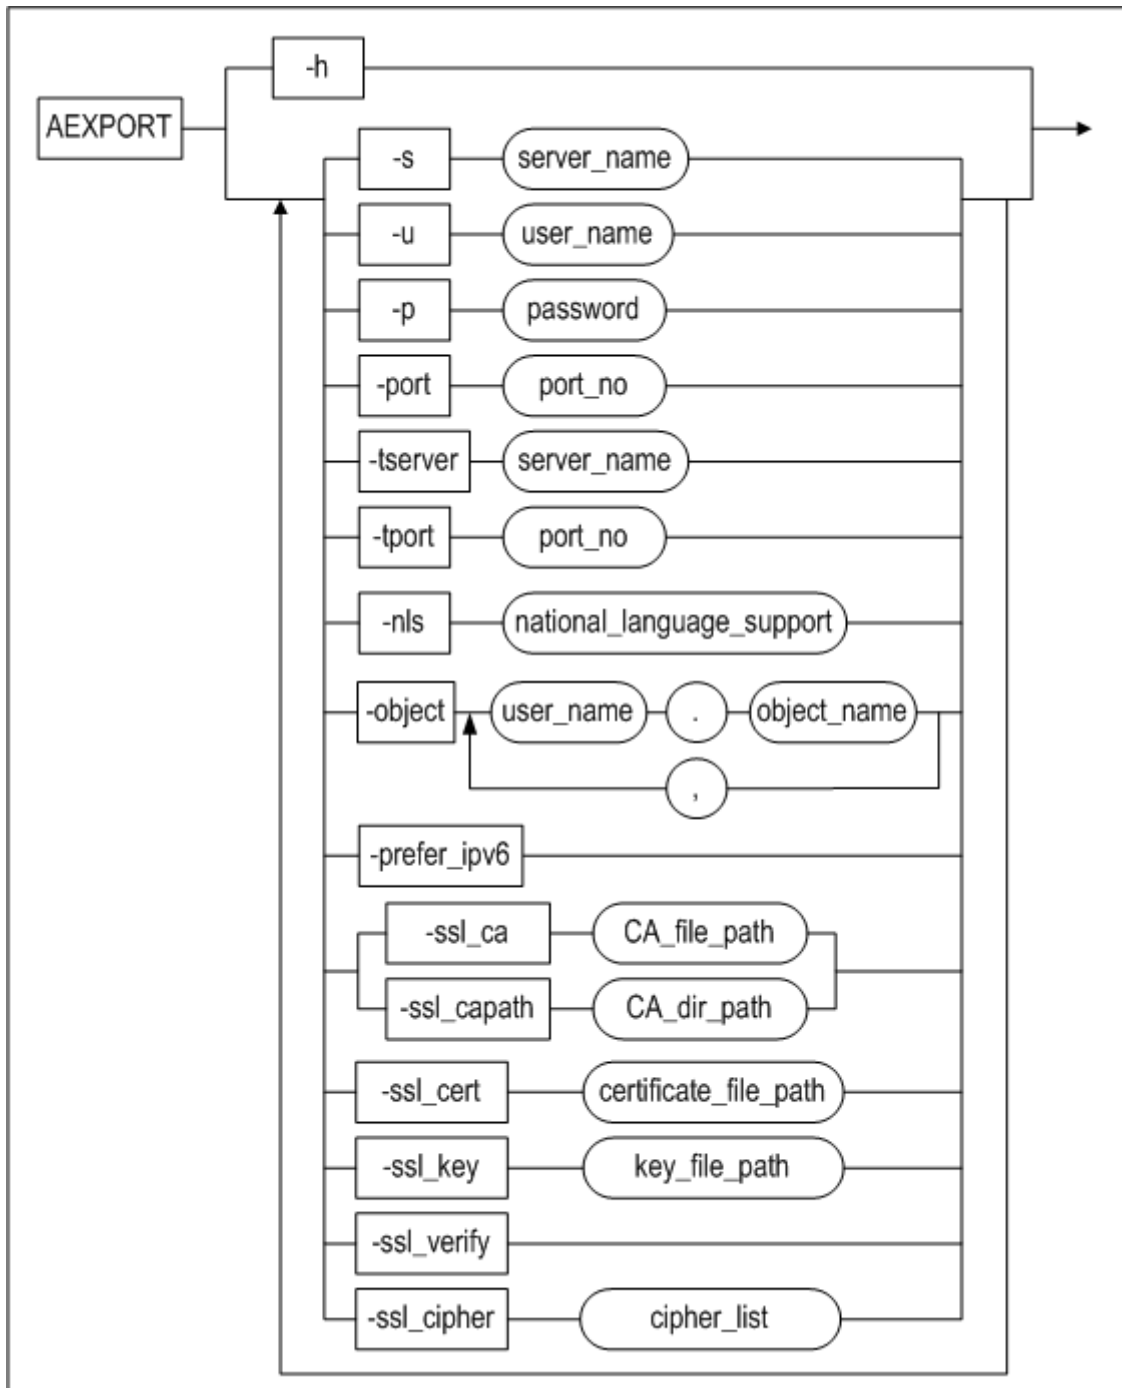 -h
AEXPORT
-s server_name
-u user_name
-p password
-port port_no
-tserver server_name
-tport port_no
-nls national_language_support
-object user_name . object_name
,
-prefer_ipv6
-ssl_ca CA_file_path
-ssl_capath CA_dir_path
-ssl_cert certificate_file_path
-ssl_key key_file_path
-ssl_verify
-ssl_cipher cipher_list